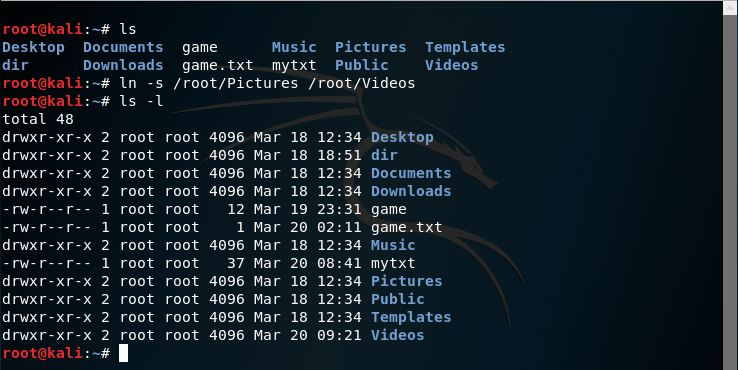 root@kali:~# ls
Desktop  Documents  game      Music  Pictures  Templates
dir      Downloads  game.txt  mytxt  Public    Videos
root@kali:~# ln -s /root/Pictures /root/Videos
root@kali:~# ls -l
total 48
drwxr-xr-x 2 root root 4096 Mar 18 12:34 Desktop
drwxr-xr-x 2 root root 4096 Mar 18 18:51 dir
drwxr-xr-x 2 root root 4096 Mar 18 12:34 Documents
drwxr-xr-x 2 root root 4096 Mar 18 12:34 Downloads
-rw-r--r-- 1 root root   12 Mar 19 23:31 game
-rw-r--r-- 1 root root    1 Mar 20 02:11 game.txt
drwxr-xr-x 2 root root 4096 Mar 18 12:34 Music
-rw-r--r-- 1 root root   37 Mar 20 08:41 mytxt
drwxr-xr-x 2 root root 4096 Mar 18 12:34 Pictures
drwxr-xr-x 2 root root 4096 Mar 18 12:34 Public
drwxr-xr-x 2 root root 4096 Mar 18 12:34 Templates
drwxr-xr-x 2 root root 4096 Mar 20 09:21 Videos
root@kali:~#